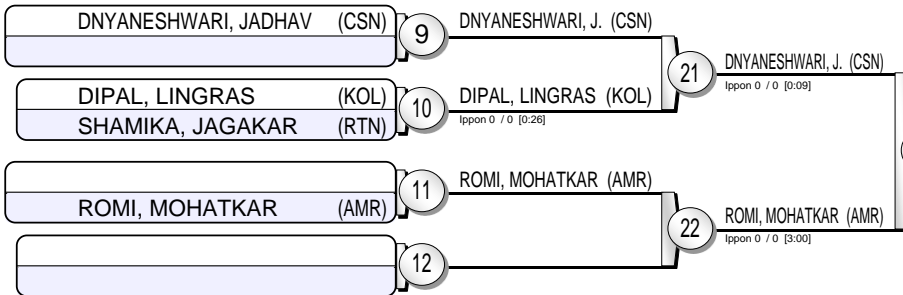 DNYANESHWARI, JADHAV (CSN)
9
DNYANESHWARI, J. (CSN)
DIPAL, LINGRAS (KOL)
SHAMIKA, JAGAKAR (RTN)
10
DIPAL, LINGRAS (KOL)
Ippon 0 / 0 [0:26]
21
DNYANESHWARI, J. (CSN)
Ippon 0 / 0 [0:09]
ROMI, MOHATKAR (AMR)
11
ROMI, MOHATKAR (AMR)
12
22
ROMI, MOHATKAR (AMR)
Ippon 0 / 0 [3:00]